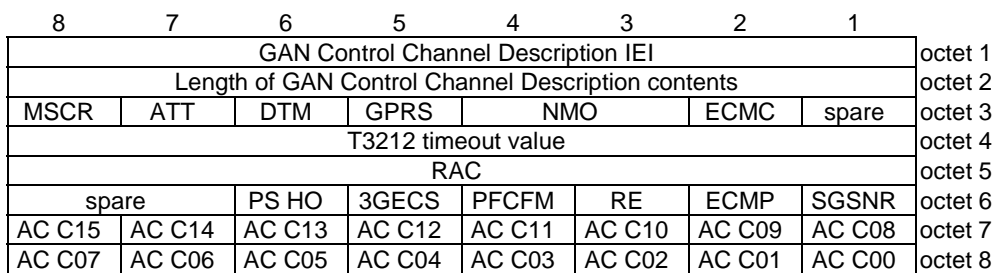 8 7 6 5 4 3 2 1
GAN Control Channel Description IEI octet 1
Length of GAN Control Channel Description contents octet 2
MSCR ATT DTM GPRS NMO ECMC spare octet 3
T3212 timeout value octet 4
RAC octet 5
spare PS HO 3GECS PFCFM RE ECMP SGSNR octet 6
AC C15 AC C14 AC C13 AC C12 AC C11 AC C10 AC C09 AC C08 octet 7
AC C07 AC C06 AC C05 AC C04 AC C03 AC C02 AC C01 AC C00 octet 8